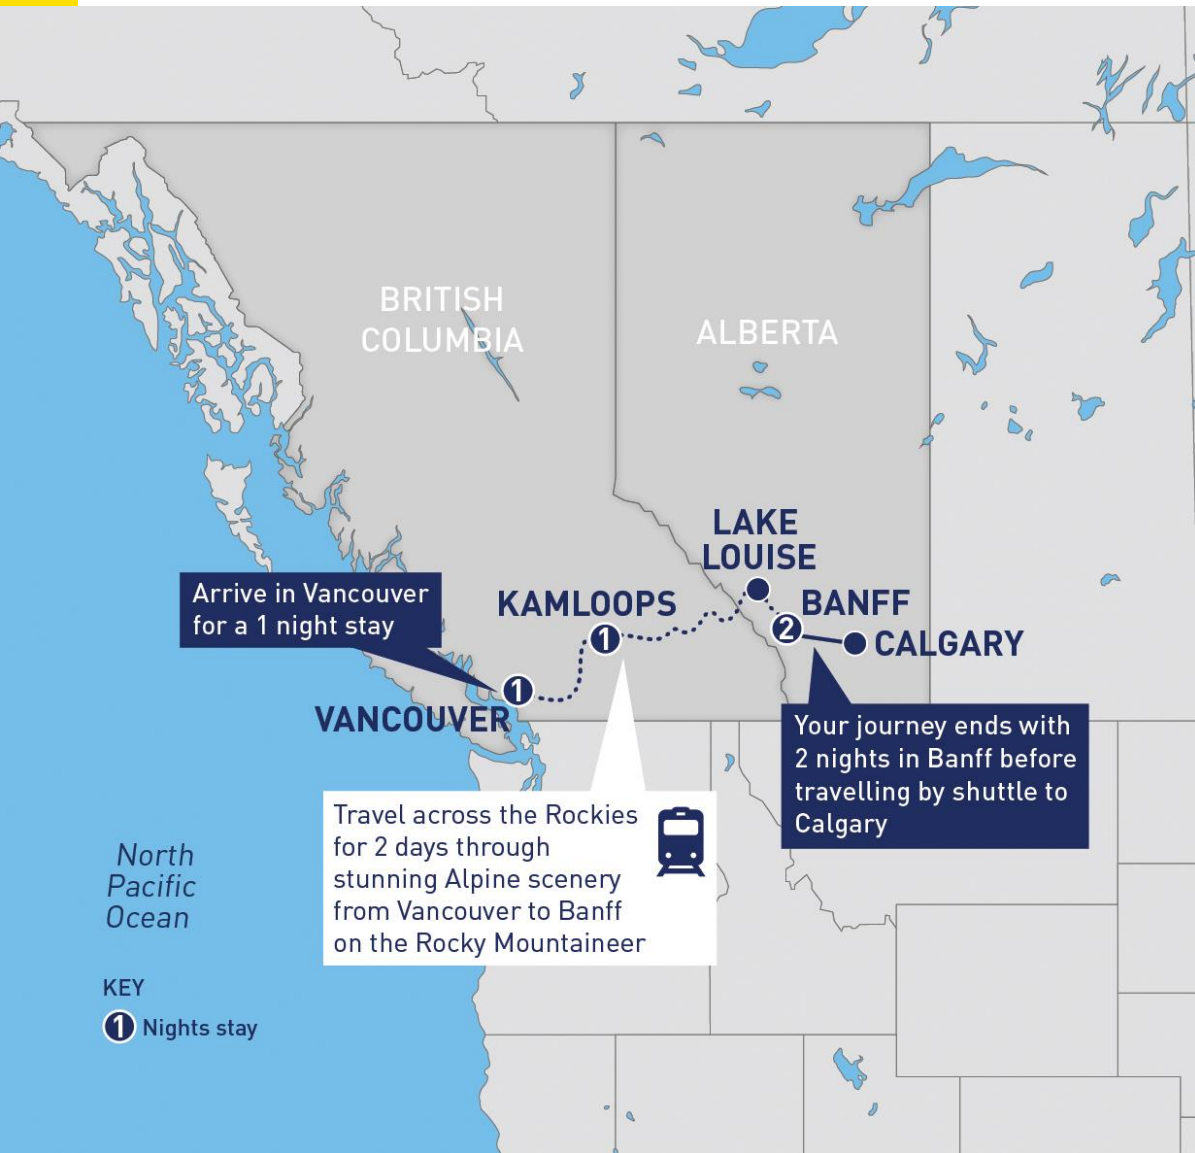 BRITISH
COLUMBIA
ALBERTA
LAKE
LOUISE
Arrive in Vancouver
for a 1 night stay
KAMLOOPS
1
BANFF
2
CALGARY
1
VANCOUVER
Your journey ends with
2 nights in Banff before
travelling by shuttle to
Calgary
Travel across the Rockies
for 2 days through
stunning Alpine scenery
from Vancouver to Banff
on the Rocky Mountaineer
North
Pacific
Ocean
KEY
1 Nights stay